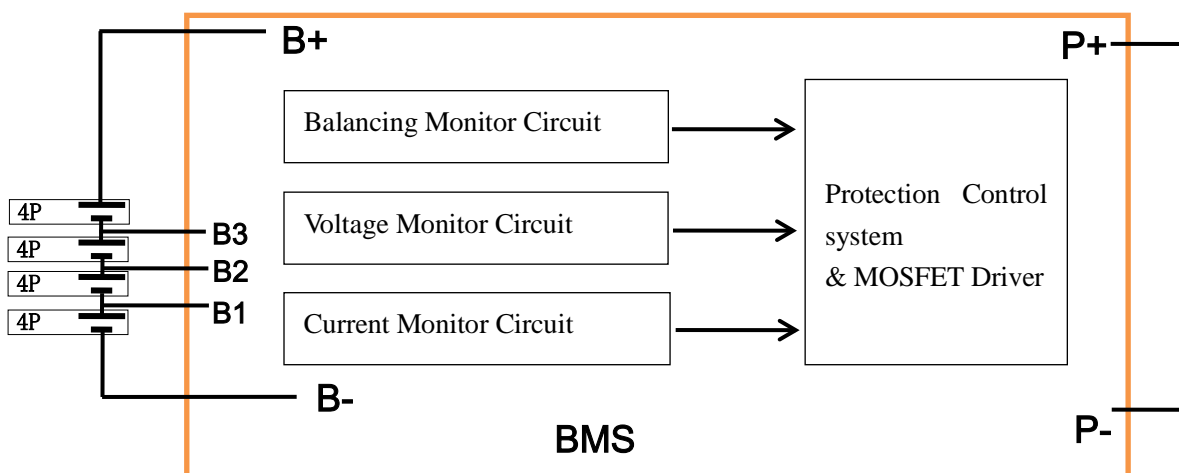 B+
P+
Balancing Monitor Circuit
Protection Control
system
& MOSFET Driver
4P
B3
Voltage Monitor Circuit
4P
B2
4P
B1
4P
Current Monitor Circuit
B-
P-
BMS